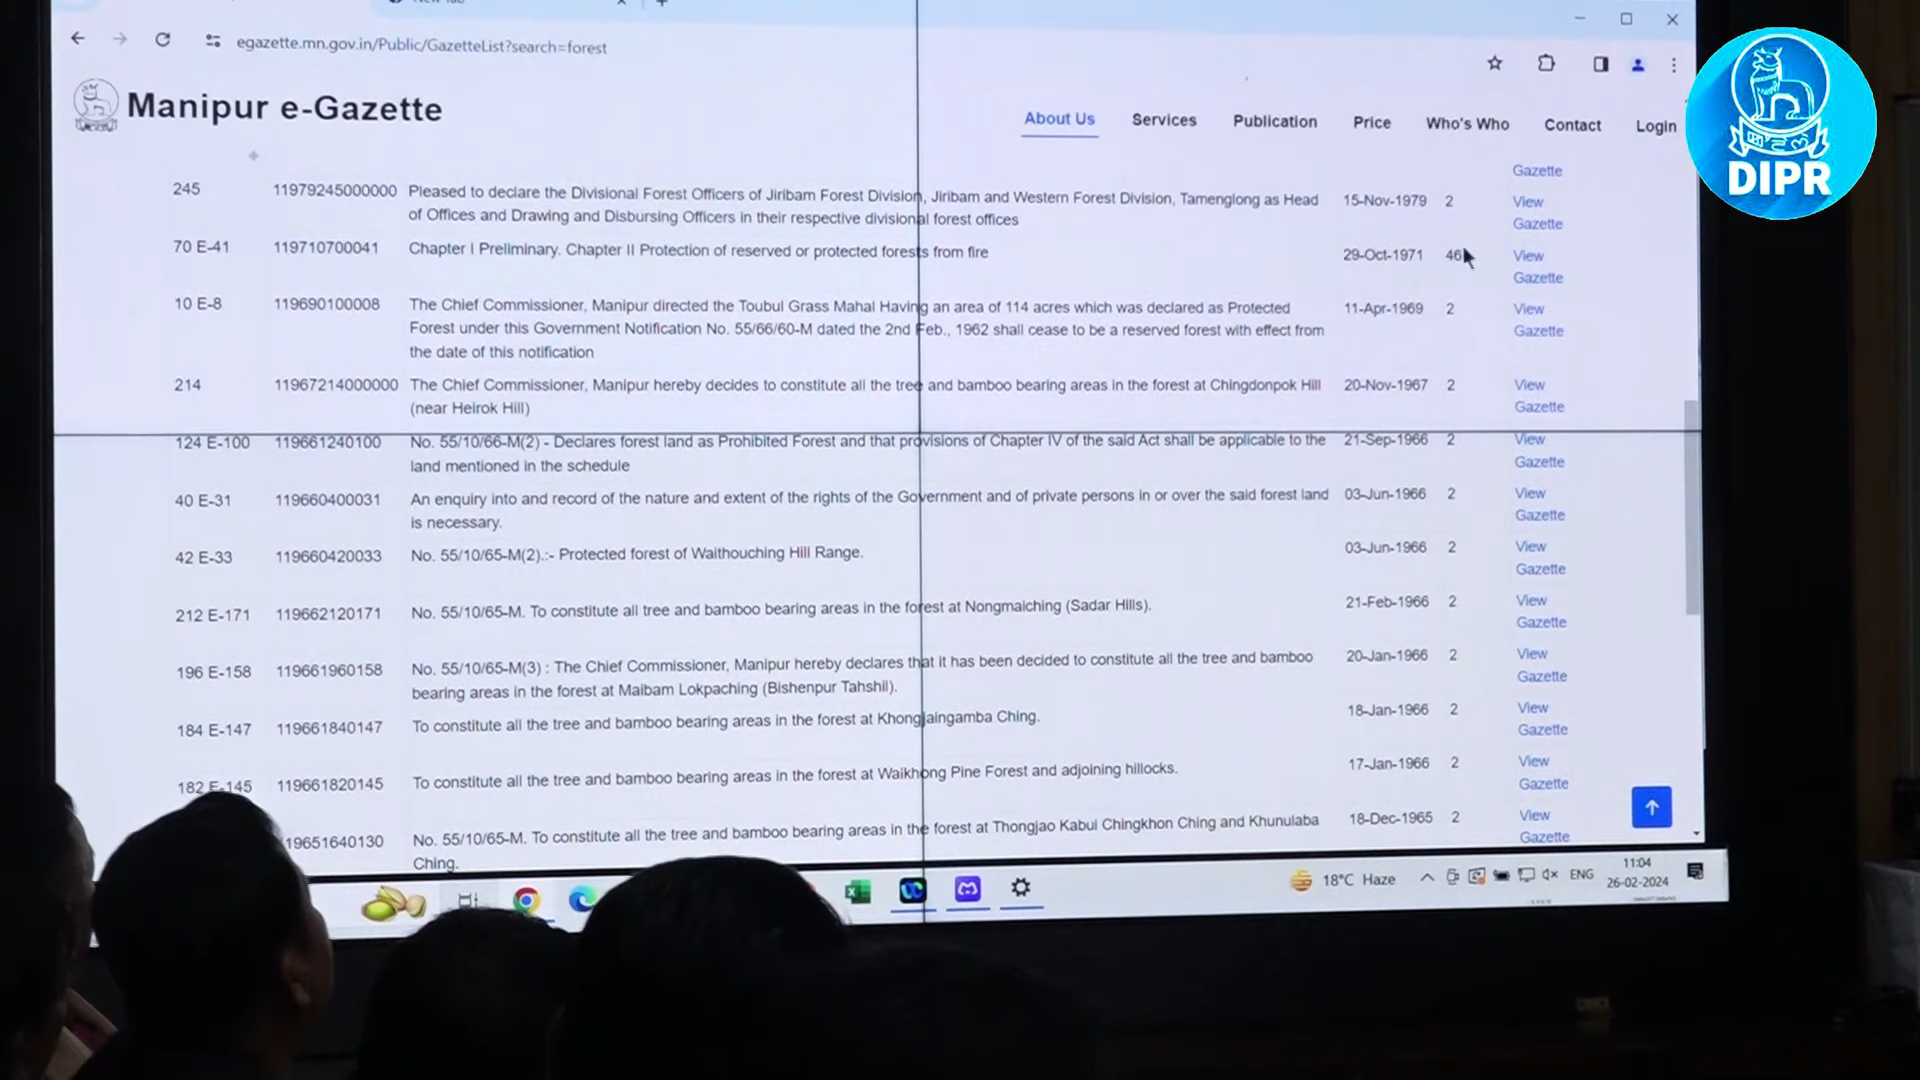 egazette.mn.gov.in/Public/GazetteList?search=forest
Manipur e-Gazette
About Us Services Publication Price Who's Who Contact Login
DIPR
Gazette
245 11979245000000 Pleased to declare the Divisional Forest Officers of Jiribam Forest Division, Jiribam and Western Forest Division, Tamenglong as Head 15-Nov-1979 2 View
of Offices and Drawing and Disbursing Officers in their respective divisional forest offices Gazette
70 E-41 119710700041 Chapter I Preliminary. Chapter II Protection of reserved or protected forests from fire 29-Oct-1971 46 View
Gazette
10 E-8 119690100008 The Chief Commissioner, Manipur directed the Toubul Grass Mahal Having an area of 114 acres which was declared as Protected 11-Apr-1969 2 View
Forest under this Government Notification No. 55/66/60-M dated the 2nd Feb., 1962 shall cease to be a reserved forest with effect from Gazette
the date of this notification
214 11967214000000 The Chief Commissioner, Manipur hereby decides to constitute all the tree and bamboo bearing areas in the forest at Chingdonpok Hill 20-Nov-1967 2 View
(near Heirok Hill) Gazette
124 E-100 119661240100 No. 55/10/66-M(2) - Declares forest land as Prohibited Forest and that provisions of Chapter IV of the said Act shall be applicable to the 21-Sep-1966 2 View
land mentioned in the schedule Gazette
40 E-31 119660400031 An enquiry into and record of the nature and extent of the rights of the Government and of private persons in or over the said forest land 03-Jun-1966 2 View
is necessary. Gazette
42 E-33 119660420033 No. 55/10/65-M(2).:- Protected forest of Waithouching Hill Range. 03-Jun-1966 2 View
Gazette
212 E-171 119662120171 No. 55/10/65-M. To constitute all tree and bamboo bearing areas in the forest at Nongmaiching (Sadar Hills). 21-Feb-1966 2 View
Gazette
196 E-158 119661960158 No. 55/10/65-M(3) : The Chief Commissioner, Manipur hereby declares that it has been decided to constitute all the tree and bamboo 20-Jan-1966 2 View
bearing areas in the forest at Maibam Lokpaching (Bishenpur Tahshil). Gazette
184 E-147 119661840147 To constitute all the tree and bamboo bearing areas in the forest at Khongjaingamba Ching. 18-Jan-1966 2 View
Gazette
182 E-145 119661820145 To constitute all the tree and bamboo bearing areas in the forest at Waikhong Pine Forest and adjoining hillocks. 17-Jan-1966 2 View
Gazette
19651640130 No. 55/10/65-M. To constitute all the tree and bamboo bearing areas in the forest at Thongjao Kabui Chingkhon Ching and Khunulaba 18-Dec-1965 2 View
Ching. Gazette
18°C Haze ENG 11:04
26-02-2024